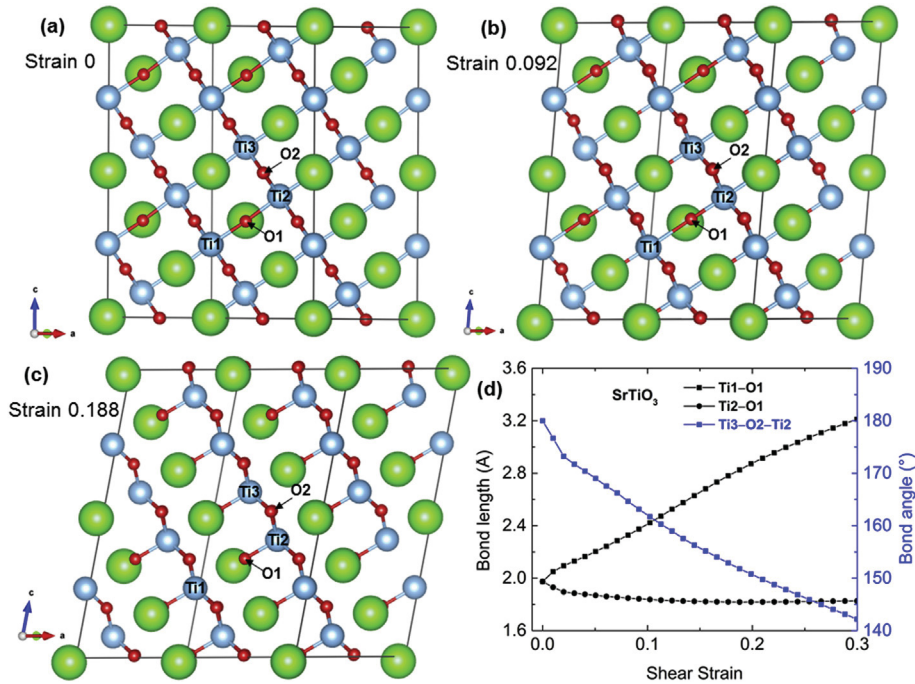 (a)
Strain 0
Ti3
O2
Ti2
Ti1
O1
c
a
(b)
Strain 0.092
Ti3
O2
Ti2
Ti1
O1
c
a
(c)
Strain 0.188
Ti3
O2
Ti2
O1
Ti1
c
a
(d)
SrTiO3
Ti1–O1
Ti2–O1
Ti3–O2–Ti2
Bond length (A)
3.6
3.2
2.8
2.4
2.0
1.6
Bond angle (°)
190
180
170
160
150
140
0.0
0.1
0.2
0.3
Shear Strain